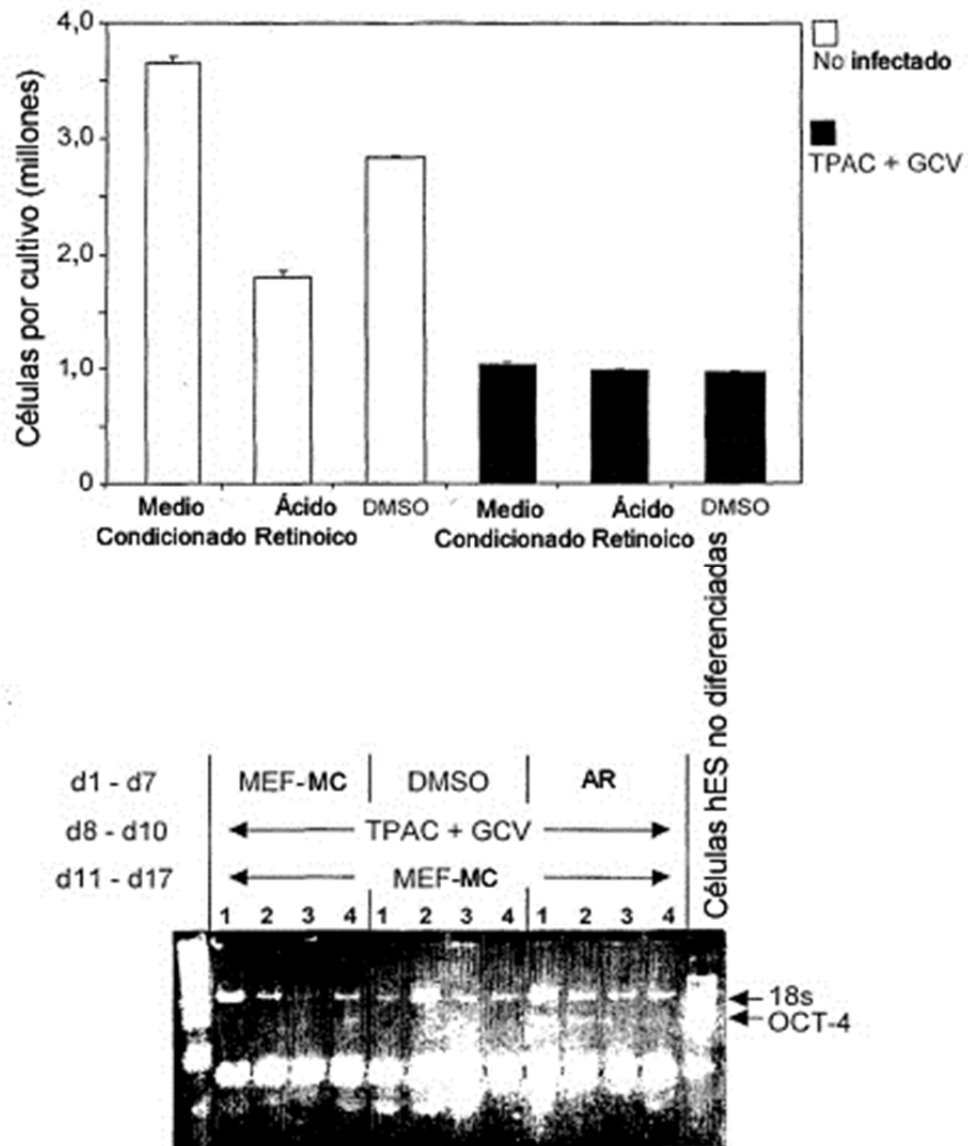 Células por cultivo (millones)
4,0
3,0
2,0
1,0
0
No infectado
TPAC + GCV
Medio Condicionado
Ácido Retinoico
DMSO
Medio Condicionado
Ácido Retinoico
DMSO
Células hES no diferenciadas
d1 - d7 MEF-MC DMSO AR
d8 - d10 TPAC + GCV
d11 - d17 MEF-MC
1 2 3 4 1 2 3 4 1 2 3 4
18s
OCT-4